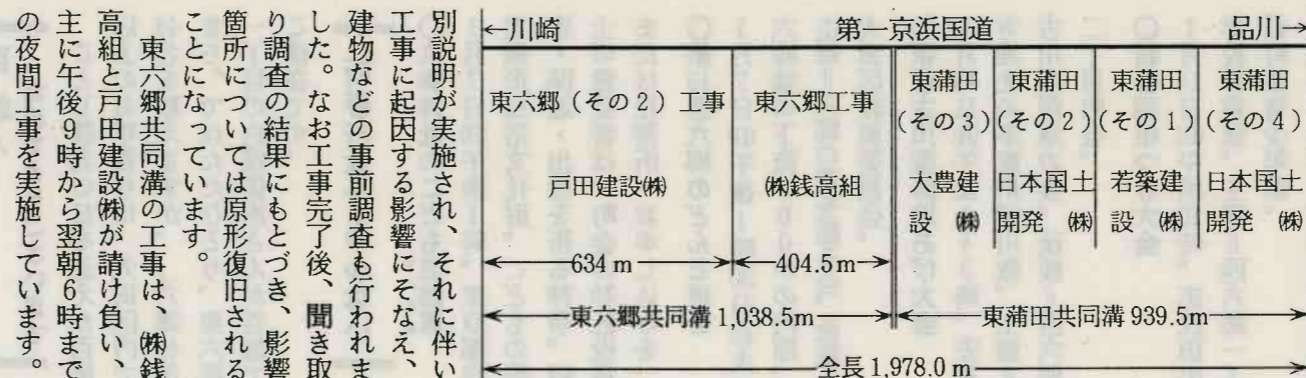 ←川崎 第一京浜国道 品川→
東六郷（その2）工事
戸田建設㈱
←634m→
東六郷工事
㈱銭高組
←404.5m→
東蒲田
(その3)
大豊建
設 ㈱
東蒲田
(その2)
日本国土
開発 ㈱
東蒲田
(その1)
若築建
設 ㈱
東蒲田
(その4)
日本国土
開発 ㈱
←東六郷共同溝 1,038.5m→
←東蒲田共同溝 939.5m→
←全長 1,978.0 m→
別説明が実施され、それに伴い
工事に起因する影響にそなえ、
建物などの事前調査も行われま
した。なお工事完了後、聞き取
り調査の結果にもとづき、影響
箇所については原形復旧される
ことになっています。
東六郷共同溝の工事は、㈱銭
高組と戸田建設㈱が請け負い、
主に午後9時から翌朝6時まで
の夜間工事を実施しています。